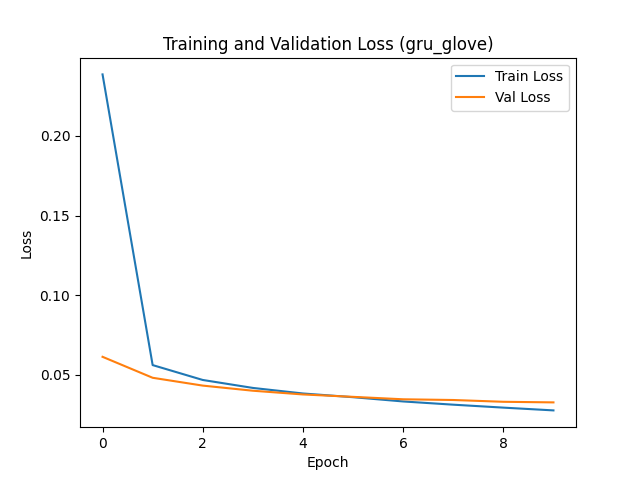 Training and Validation Loss (gru_glove)
Train Loss
Val Loss
0.20
0.15
0.10
0.05
Loss
0 2 4 6 8
Epoch